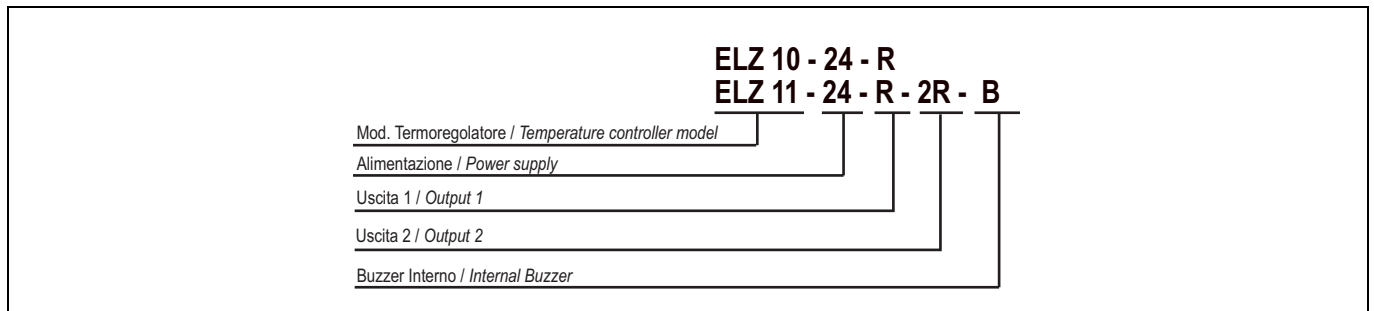 ELZ 10 - 24 - R
ELZ 11 - 24 - R - 2R - B
Mod. Termoregolatore / Temperature controller model
Alimentazione / Power supply
Uscita 1 / Output 1
Uscita 2 / Output 2
Buzzer Interno / Internal Buzzer